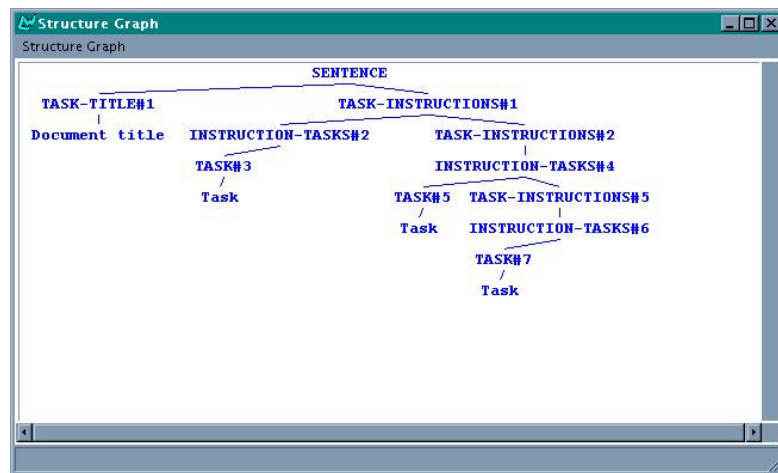 Structure Graph
Structure Graph
SENTENCE
TASK-TITLE#1 TASK-INSTRUCTIONS#1
Document title INSTRUCTION-TASKS#2 TASK-INSTRUCTIONS#2
TASK#3 INSTRUCTION-TASKS#4
Task TASK#5 TASK-INSTRUCTIONS#5
Task INSTRUCTION-TASKS#6
TASK#7
Task